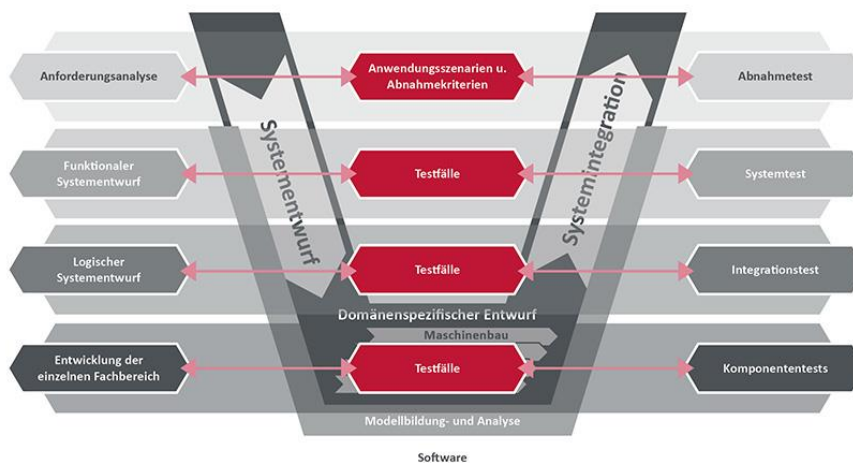 Anforderungsanalyse
Anwendungsszenarien u.
Abnahmekriterien
Abnahmetest
Systementwurf
Systemintegration
Funktionaler
Systementwurf
Testfälle
Systemtest
Logischer
Systementwurf
Testfälle
Integrationstest
Domänenspezifischer Entwurf
Maschinenbau
Entwicklung der
einzelnen Fachbereich
Testfälle
Komponententests
Modellbildung- und Analyse
Software